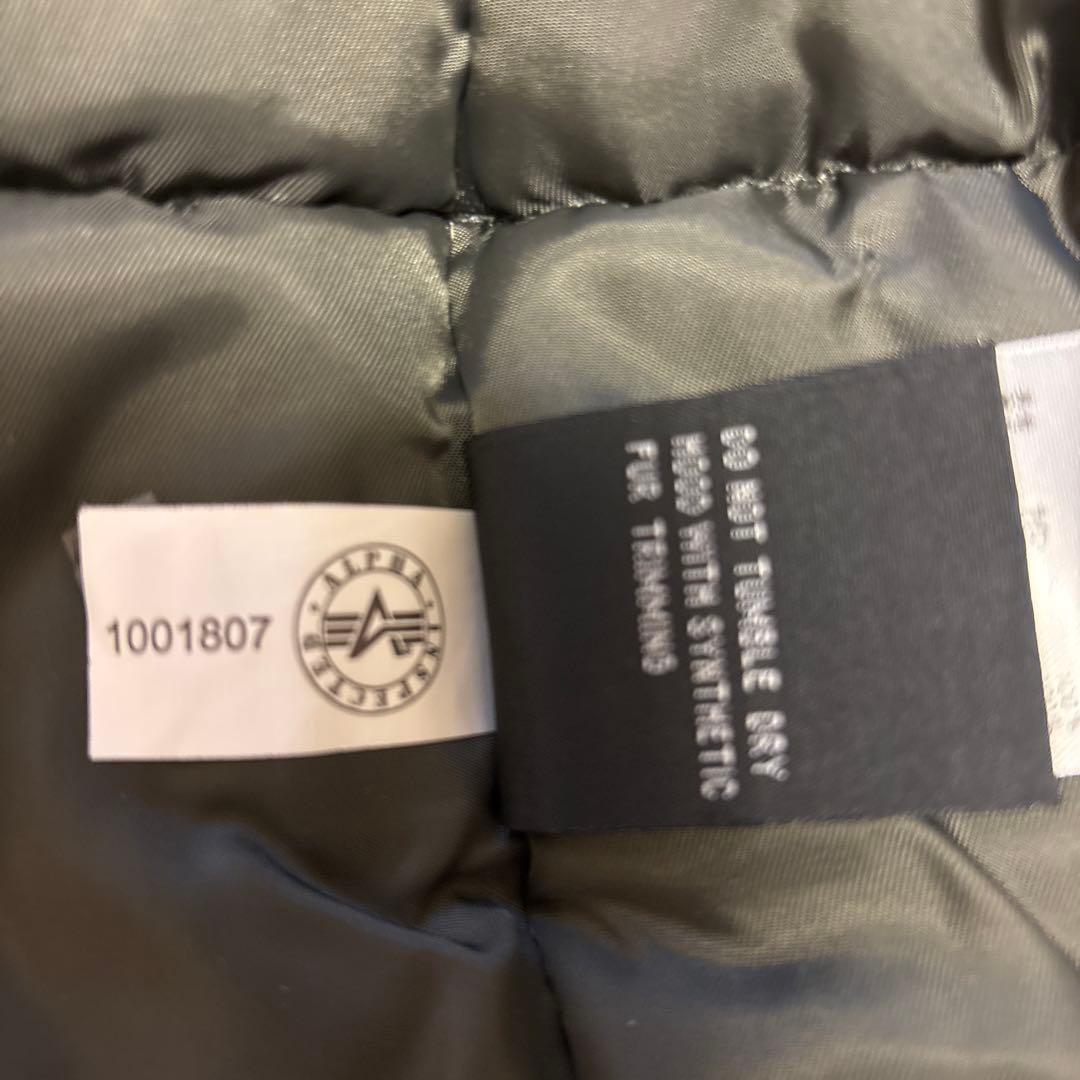 1001807
ALPHA INSPECTED
DO NOT TUMBLE DRY
HOOD WITH SYNTHETIC
FUR TRIMMING